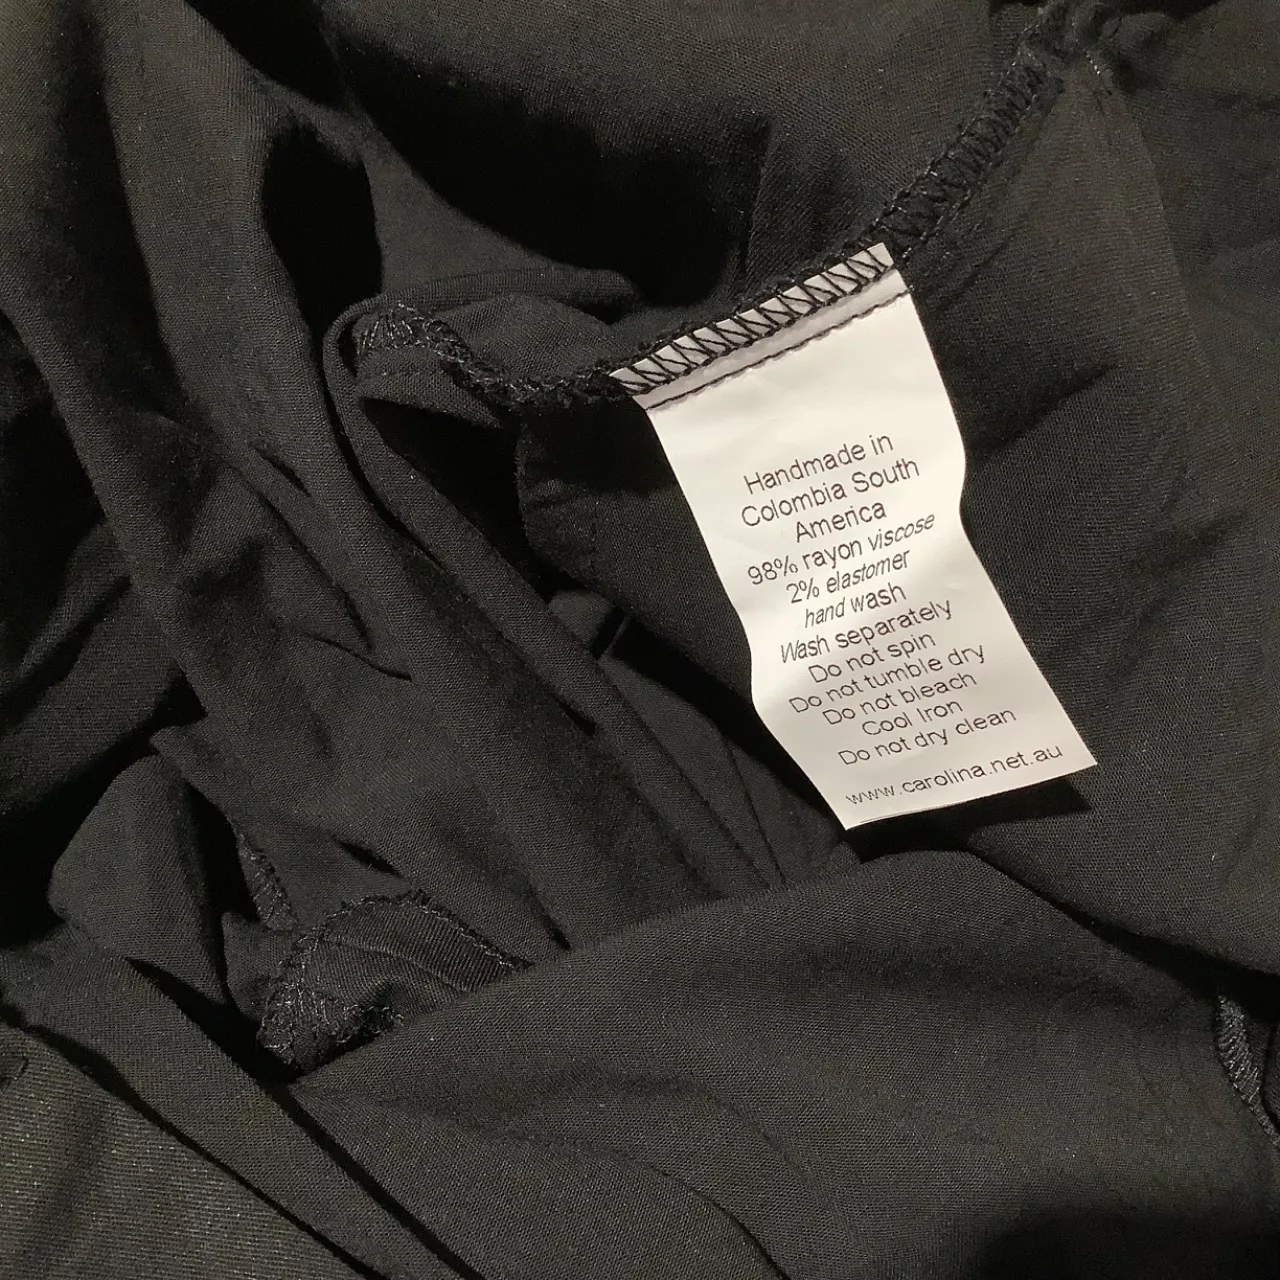 Handmade in
Colombia South
America
98% rayon viscose
2% elastomer
hand wash
Wash separately
Do not spin
Do not tumble dry
Do not bleach
Cool Iron
Do not dry clean
www.carolina.net.au